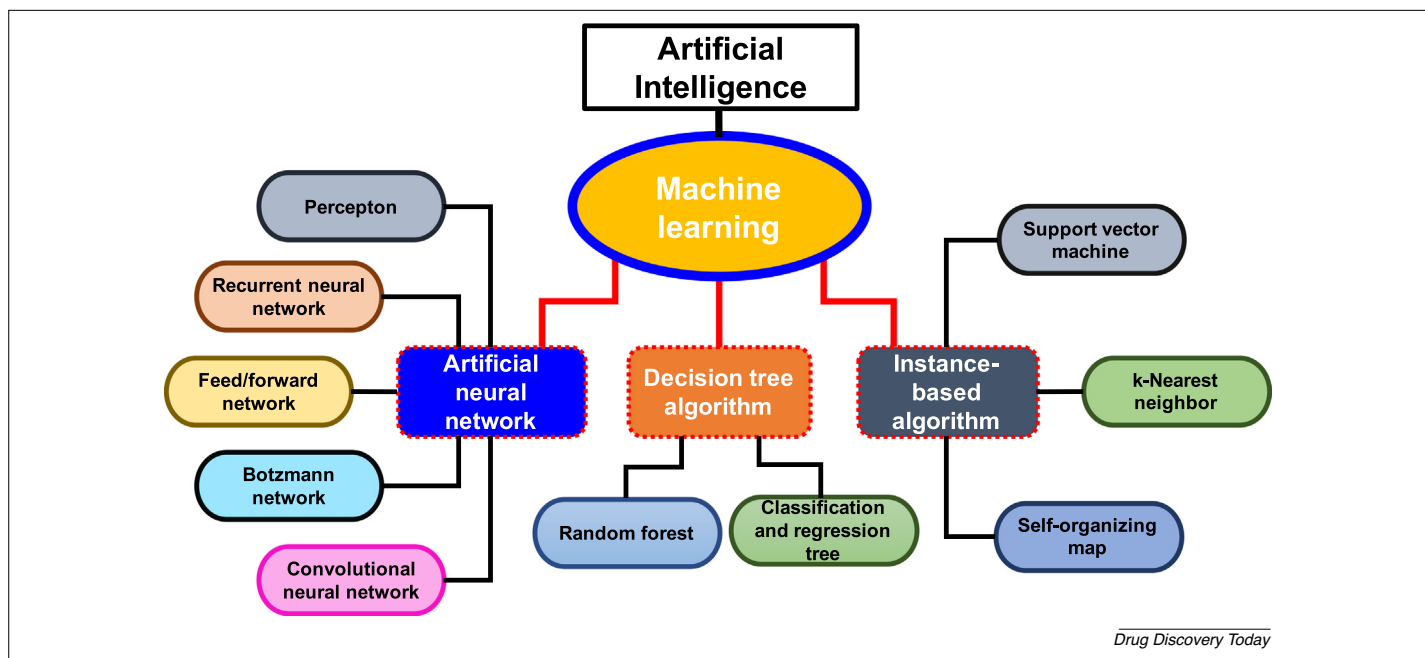 Artificial
Intelligence
Machine
learning
Percepton
Recurrent neural
network
Feed/forward
network
Botzmann
network
Convolutional
neural network
Artificial
neural
network
Decision tree
algorithm
Random forest
Classification
and regression
tree
Instance-
based
algorithm
Support vector
machine
k-Nearest
neighbor
Self-organizing
map
Drug Discovery Today